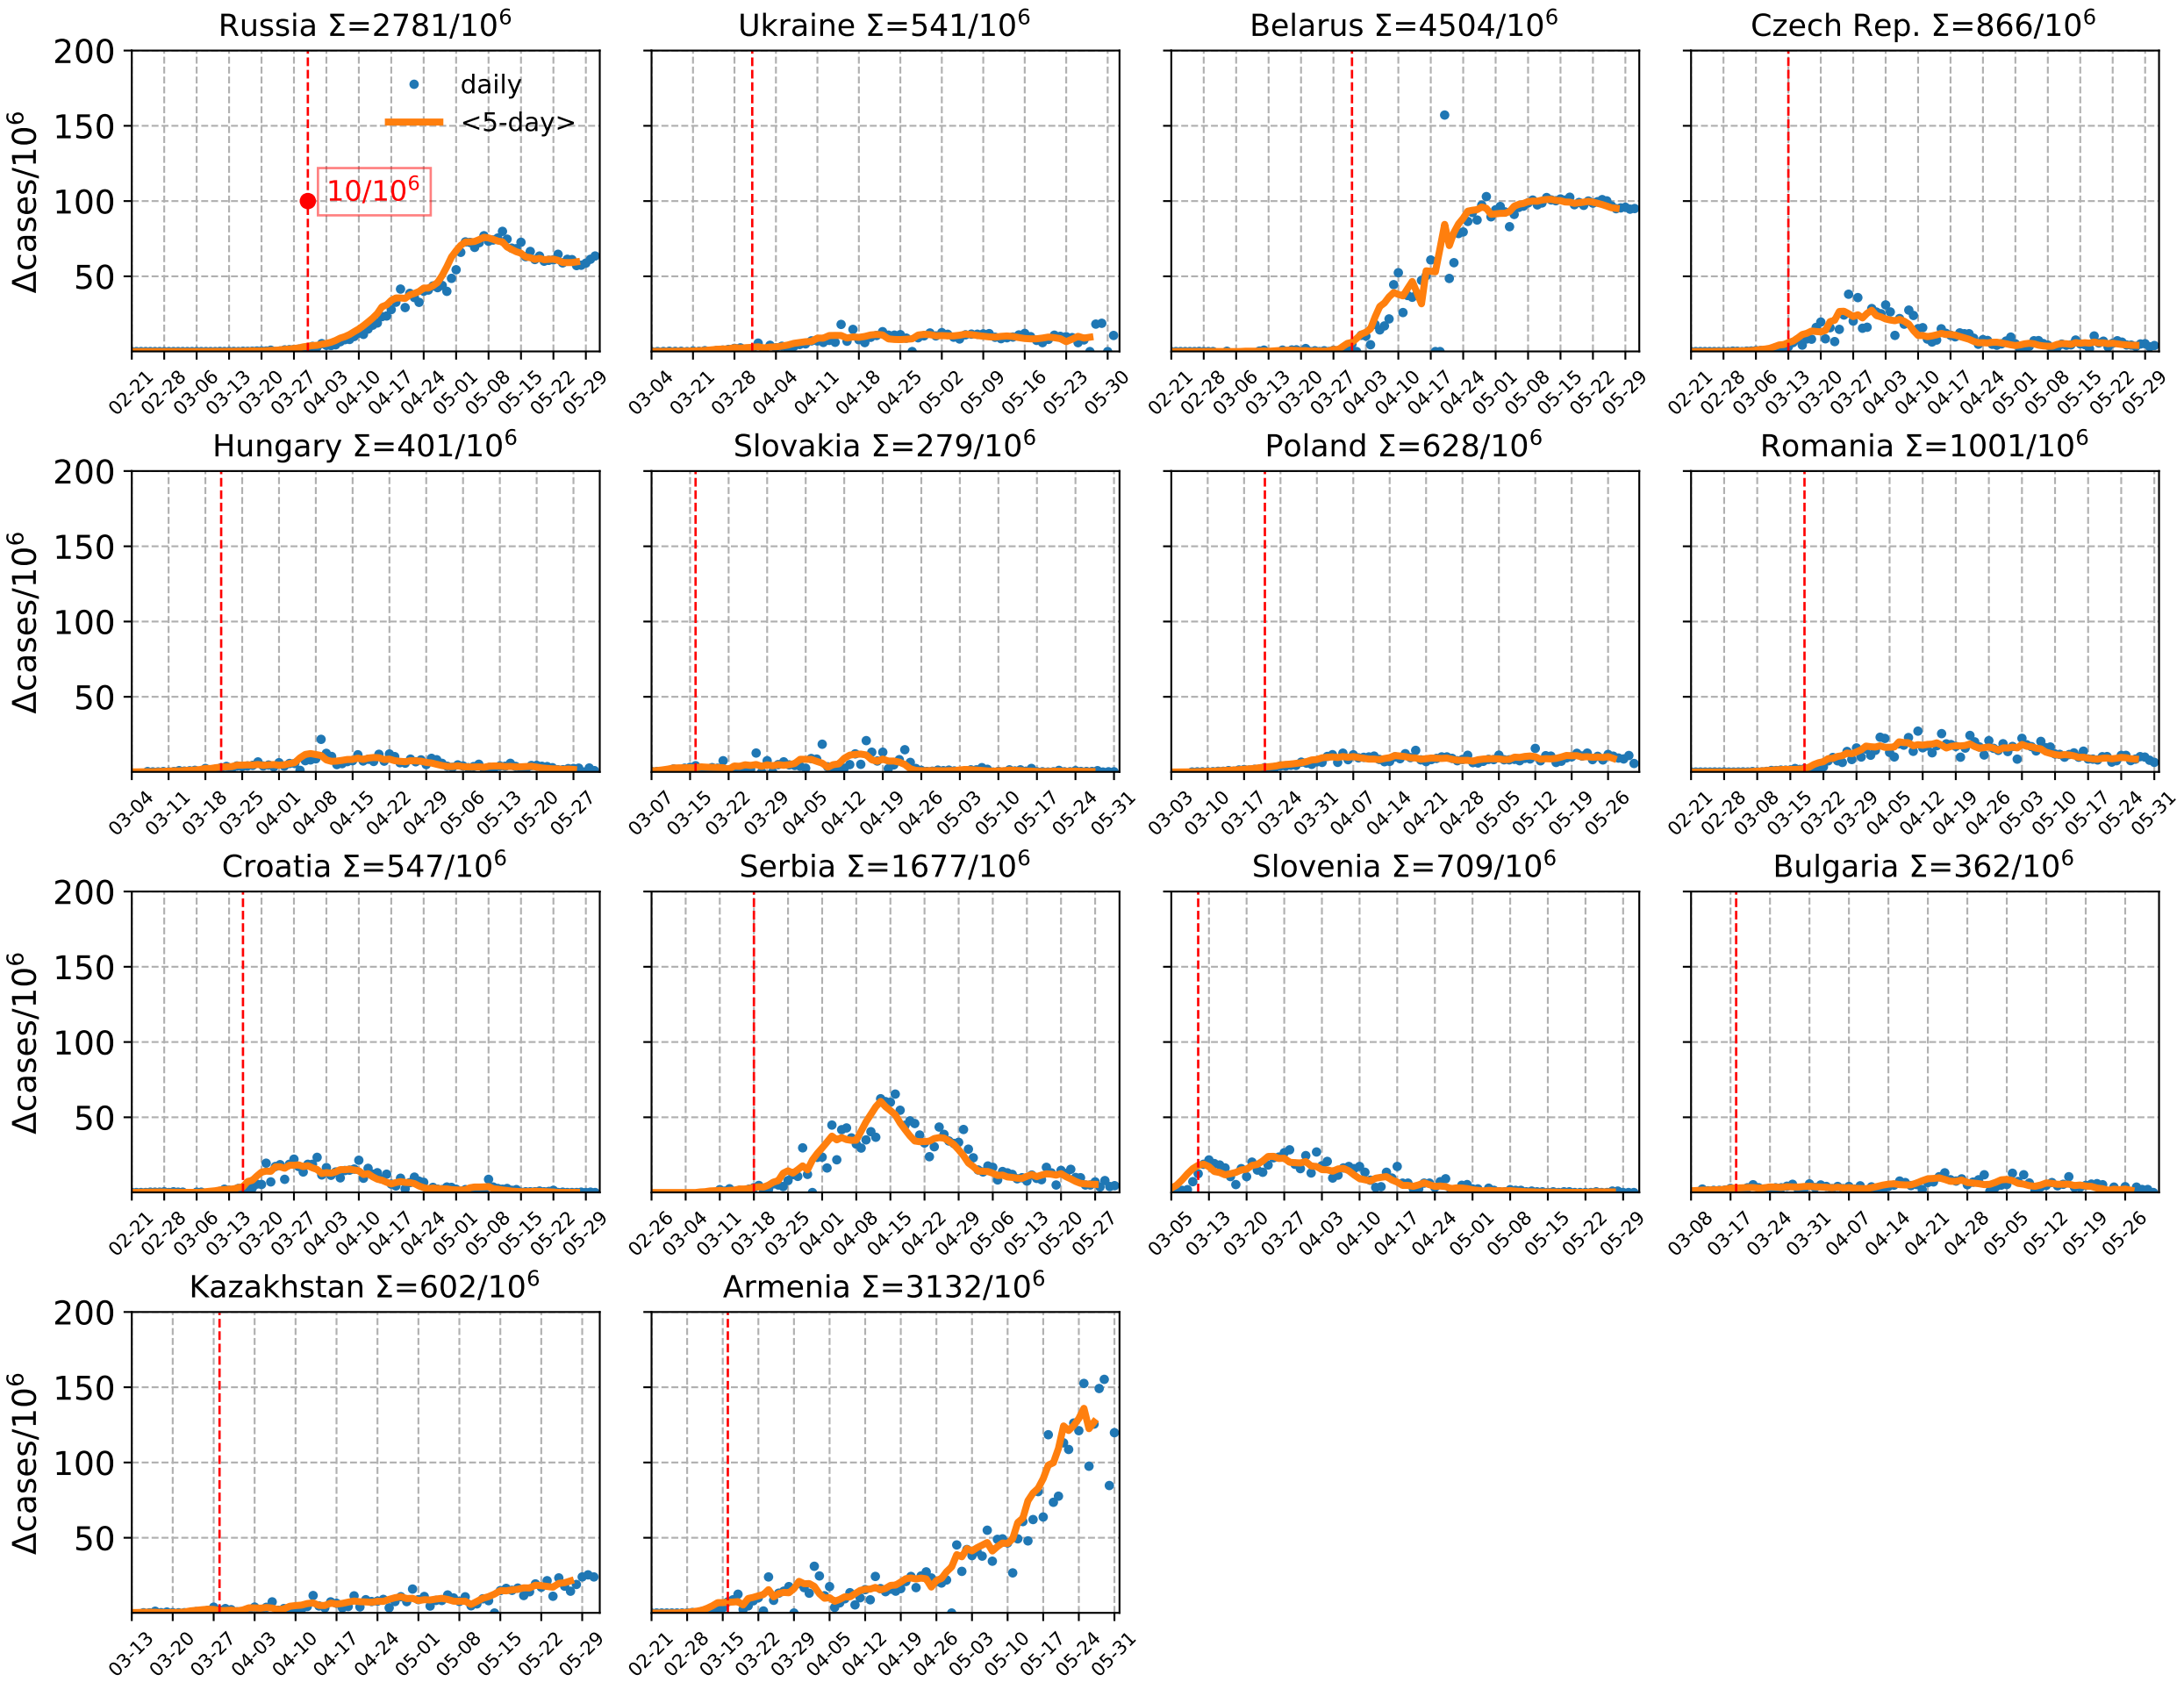 Russia Σ=2781/10⁶
Ukraine Σ=541/10⁶
Belarus Σ=4504/10⁶
Czech Rep. Σ=866/10⁶
Δcases/10⁶
200
150
100
50
daily
<5-day>
10/10⁶
02-21 02-28 03-06 03-13 03-20 03-27 04-03 04-10 04-17 04-24 05-01 05-08 05-15 05-22 05-29
03-04 03-21 03-28 04-04 04-11 04-18 04-25 05-02 05-09 05-16 05-23 05-30
02-21 02-28 03-06 03-13 03-20 03-27 04-03 04-10 04-17 04-24 05-01 05-08 05-15 05-22 05-29
02-21 02-28 03-06 03-13 03-20 03-27 04-03 04-10 04-17 04-24 05-01 05-08 05-15 05-22 05-29
Hungary Σ=401/10⁶
Slovakia Σ=279/10⁶
Poland Σ=628/10⁶
Romania Σ=1001/10⁶
Δcases/10⁶
200
150
100
50
03-04 03-11 03-18 03-25 04-01 04-08 04-15 04-22 04-29 05-06 05-13 05-20 05-27
03-07 03-15 03-22 03-29 04-05 04-12 04-19 04-26 05-03 05-10 05-17 05-24 05-31
03-03 03-10 03-17 03-24 03-31 04-07 04-14 04-21 04-28 05-05 05-12 05-19 05-26
02-21 02-28 03-08 03-15 03-22 03-29 04-05 04-12 04-19 04-26 05-03 05-10 05-17 05-24 05-31
Croatia Σ=547/10⁶
Serbia Σ=1677/10⁶
Slovenia Σ=709/10⁶
Bulgaria Σ=362/10⁶
Δcases/10⁶
200
150
100
50
02-21 02-28 03-06 03-13 03-20 03-27 04-03 04-10 04-17 04-24 05-01 05-08 05-15 05-22 05-29
02-26 03-04 03-11 03-18 03-25 04-01 04-08 04-15 04-22 04-29 05-06 05-13 05-20 05-27
03-05 03-13 03-20 03-27 04-03 04-10 04-17 04-24 05-01 05-08 05-15 05-22 05-29
03-08 03-17 03-24 03-31 04-07 04-14 04-21 04-28 05-05 05-12 05-19 05-26
Kazakhstan Σ=602/10⁶
Armenia Σ=3132/10⁶
Δcases/10⁶
200
150
100
50
03-13 03-20 03-27 04-03 04-10 04-17 04-24 05-01 05-08 05-15 05-22 05-29
02-21 02-28 03-15 03-22 03-29 04-05 04-12 04-19 04-26 05-03 05-10 05-17 05-24 05-31